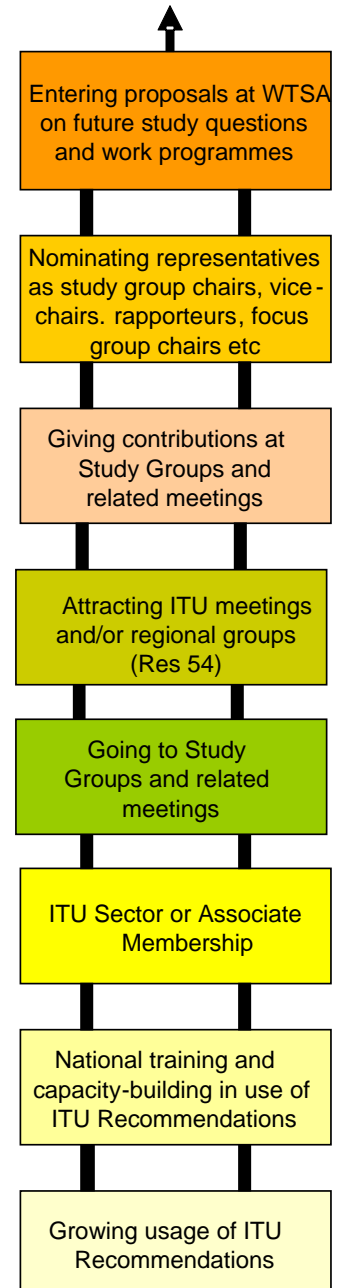 Entering proposals at WTSA
on future study questions
and work programmes
Nominating representatives
as study group chairs, vice-
chairs. rapporteurs, focus
group chairs etc
Giving contributions at
Study Groups and
related meetings
Attracting ITU meetings
and/or regional groups
(Res 54)
Going to Study
Groups and related
meetings
ITU Sector or Associate
Membership
National training and
capacity-building in use of
ITU Recommendations
Growing usage of ITU
Recommendations